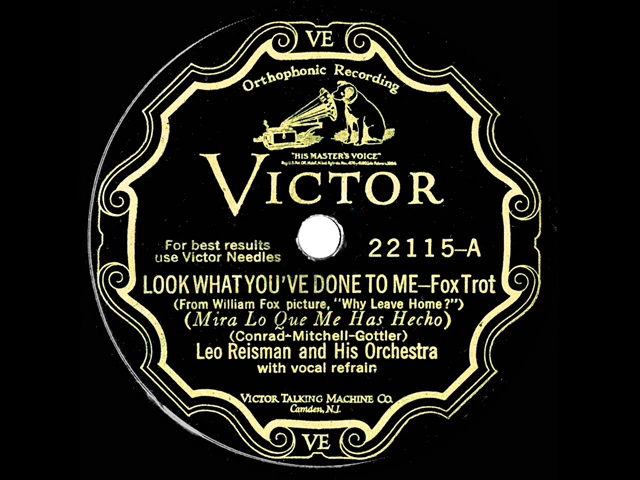 VE
Orthophonic Recording
"HIS MASTER'S VOICE"
VICTOR
For best results
use Victor Needles
22115-A
LOOK WHAT YOU'VE DONE TO ME—Fox Trot
(From William Fox picture, "Why Leave Home?")
(Mira Lo Que Me Has Hecho)
(Conrad-Mitchell-Gottler)
Leo Reisman and His Orchestra
with vocal refrain
VICTOR TALKING MACHINE CO.
Camden, N.J.
VE